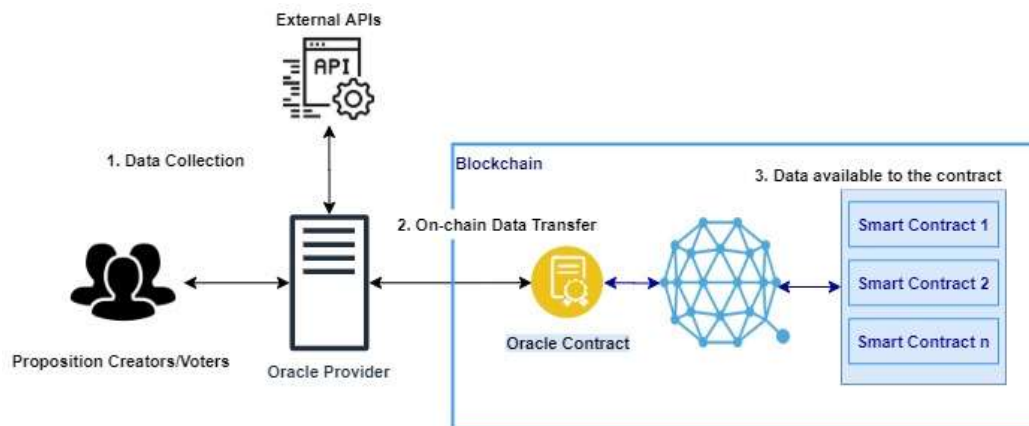 External APIs
API
1. Data Collection
Blockchain
3. Data available to the contract
2. On-chain Data Transfer
Smart Contract 1
Smart Contract 2
Smart Contract n
Oracle Contract
Proposition Creators/Voters
Oracle Provider